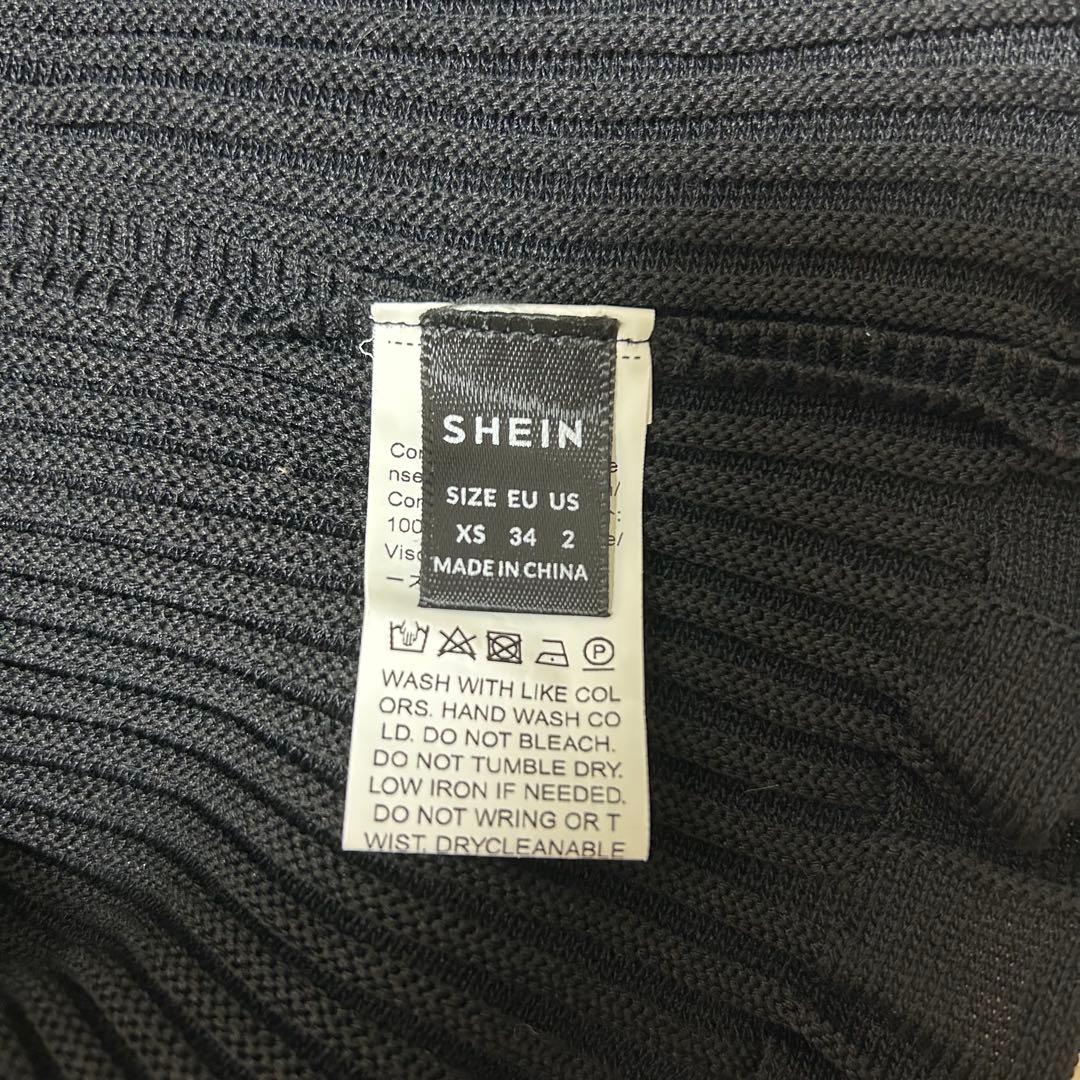 SHEIN
SIZE EU US
XS 34 2
MADE IN CHINA
100
P
WASH WITH LIKE COL
ORS. HAND WASH CO
LD. DO NOT BLEACH.
DO NOT TUMBLE DRY.
LOW IRON IF NEEDED.
DO NOT WRING OR T
WIST. DRYCLEANABLE